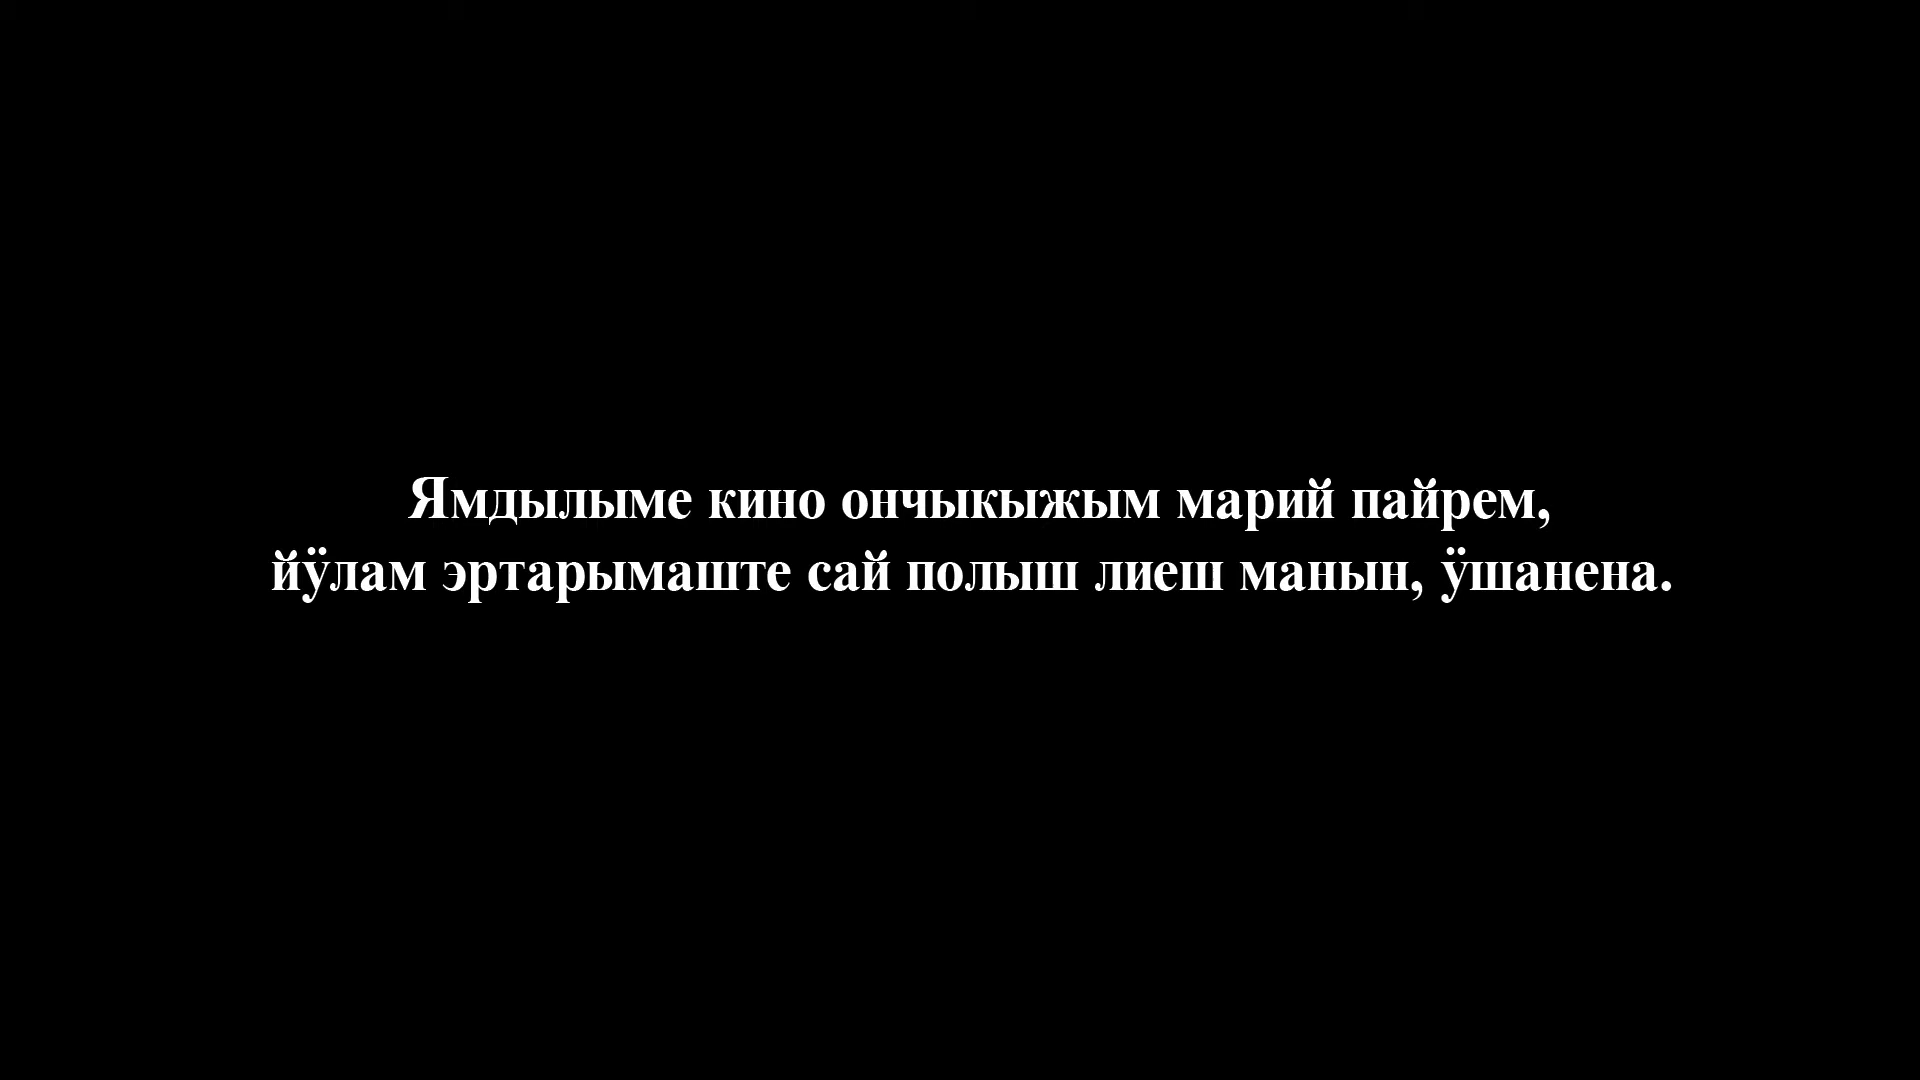 Ямдылыме кино ончыкыжым марий пайрем,
йӱлам эртарымаште сай полыш лиеш манын, ӱшанена.